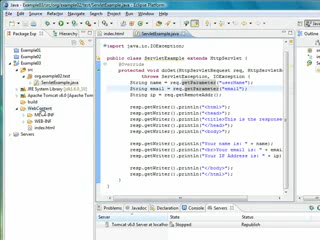 Java - Example03/src/org/example02/test/ServletExample.java - Eclipse Platform
File Edit Source Refactor Navigate Search Project Run Window Help
Java
Package Exp
Hierarchy
index.html
ServletExample.java
Example01
Example02
Example03
src
org.example02.test
ServletExample.java
JRE System Library
Apache Tomcat v6.0
build
WebContent
META-INF
WEB-INF
index.html
import java.io.IOException;
public class ServletExample extends HttpServlet {
@Override
protected void doGet(HttpServletRequest req, HttpServletResp
throws ServletException, IOException {
String name = req.getParameter("userName");
String email = req.getParameter("email");
String ip = req.getRemoteAddr();
resp.getWriter().println("<html>");
resp.getWriter().println("<head>");
resp.getWriter().println("<title>This is the respons
resp.getWriter().println("</head>");
resp.getWriter().println("<body>");
resp.getWriter().println("Your name is: " + name);
resp.getWriter().println("<br>Your email is: " + emai
resp.getWriter().println("Your IP Address is: " + ip)
resp.getWriter().println("</body>");
resp.getWriter().println("</html>");
}
Problems
Javadoc
Declaration
Console
Servers
Server
State
Status
Tomcat v6.0 Server at localho
Stopped
Republish